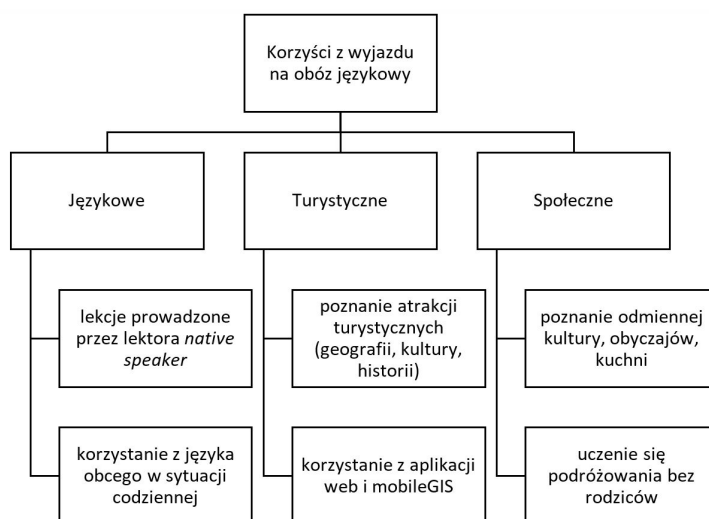 Korzyści z wyjazdu
na obóz językowy
Językowe
Turystyczne
Społeczne
lekcje prowadzone
przez lektora native
speaker
poznanie atrakcji
turystycznych
(geografii, kultury,
historii)
poznanie odmiennej
kultury, obyczajów,
kuchni
korzystanie z języka
obcego w sytuacji
codziennej
korzystanie z aplikacji
web i mobileGIS
uczenie się
podróżowania bez
rodziców